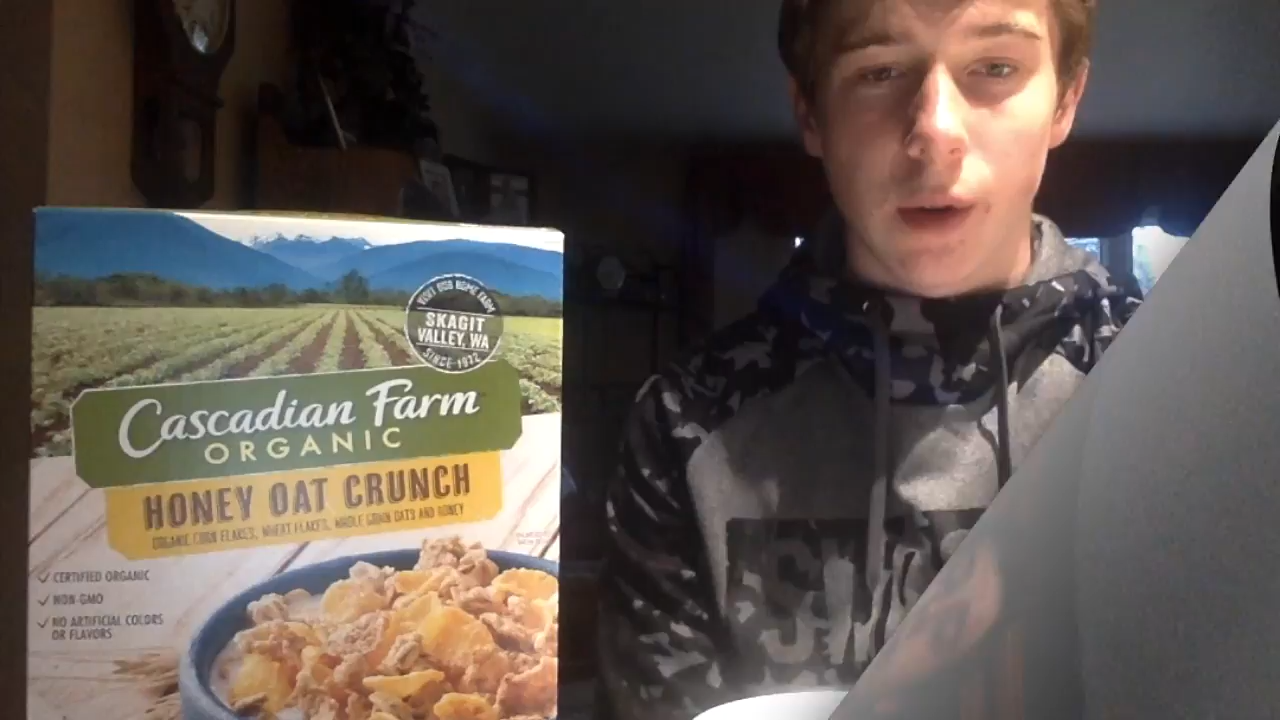 VISIT OUR HOME FARM
SKAGIT
VALLEY, WA
SINCE 1972
Cascadian Farm
ORGANIC
HONEY OAT CRUNCH
ORGANIC CORN FLAKES, WHEAT FLAKES, WHOLE GRAIN OATS AND HONEY
✓ CERTIFIED ORGANIC
✓ NON-GMO
✓ NO ARTIFICIAL COLORS
OR FLAVORS